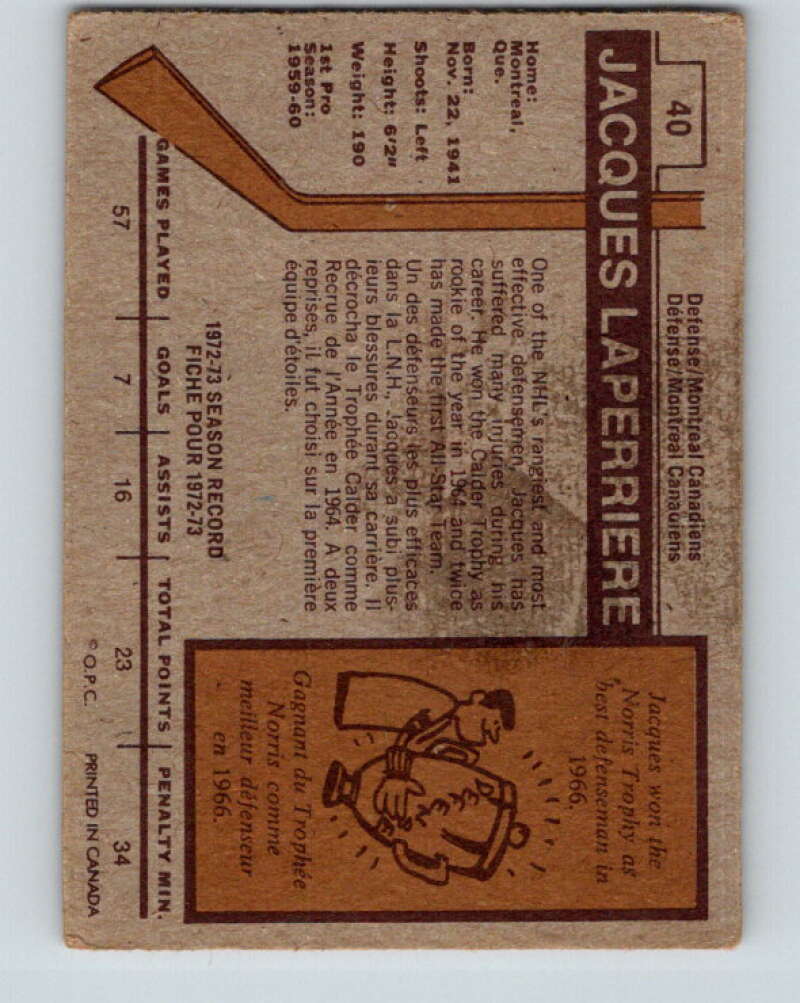 40
Defense/Montreal Canadiens
Défense/Montreal Canadiens
JACQUES LAPERRIERE
Home:
Montreal,
Que.
Born:
Nov. 22, 1941
Shoots: Left
Height: 6'2"
Weight: 190
1st Pro
Season:
1959-60
One of the NHL's rangiest and most
effective defensemen, Jacques has
suffered many injuries during his
career. He won the Calder Trophy as
rookie of the year in 1964 and twice
has made the first All-Star Team.
Un des défenseurs les plus efficaces
dans la L.N.H., Jacques a subi plus-
ieurs blessures durant sa carrière. Il
décrocha le Trophée Calder comme
Recrue de l'Année en 1964. A deux
reprises, il fut choisi sur la première
équipe d'étoiles.
Jacques won the
Norris Trophy as
best defenseman in
1966.
Gagnant du Trophée
Norris comme
meilleur défenseur
en 1966.
1972-73 SEASON RECORD
FICHE POUR 1972-73
GAMES PLAYED GOALS ASSISTS TOTAL POINTS PENALTY MIN.
57 7 16 23 34
© O.P.C. PRINTED IN CANADA